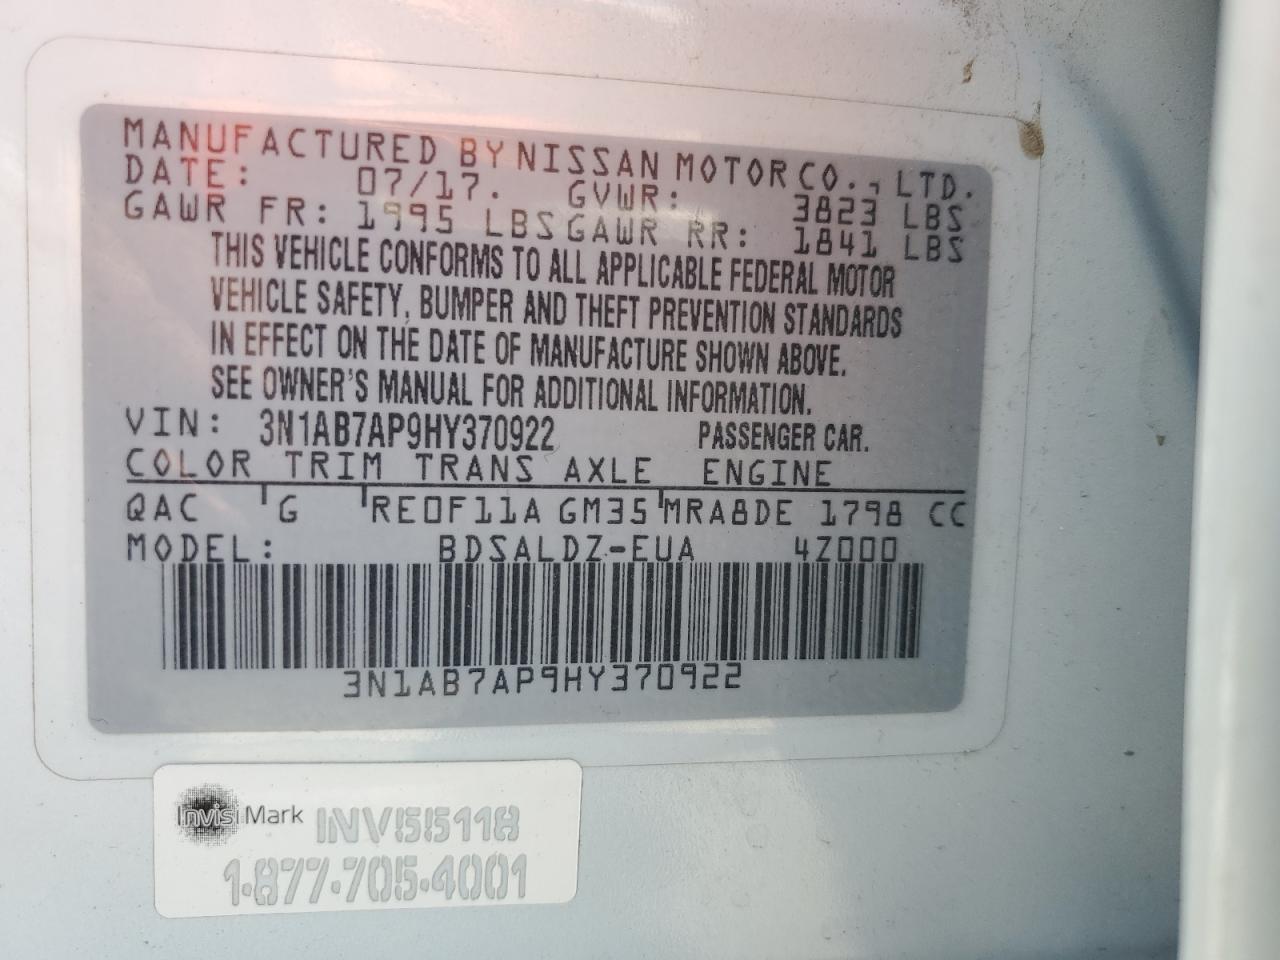 MANUFACTURED BY NISSAN MOTOR CO., LTD.
DATE: 07/17. GVWR: 3823 LBS
GAWR FR: 1995 LBS GAWR RR: 1841 LBS
THIS VEHICLE CONFORMS TO ALL APPLICABLE FEDERAL MOTOR
VEHICLE SAFETY, BUMPER AND THEFT PREVENTION STANDARDS
IN EFFECT ON THE DATE OF MANUFACTURE SHOWN ABOVE.
SEE OWNER'S MANUAL FOR ADDITIONAL INFORMATION.
VIN: 3N1AB7AP9HY370922 PASSENGER CAR.
COLOR TRIM TRANS AXLE ENGINE
QAC G RE0F11A GM35 MRA8DE 1798 CC
MODEL: BDSALDZ-EUA 4Z000
3N1AB7AP9HY370922
InvisiMark INV55118
1-877-705-4001